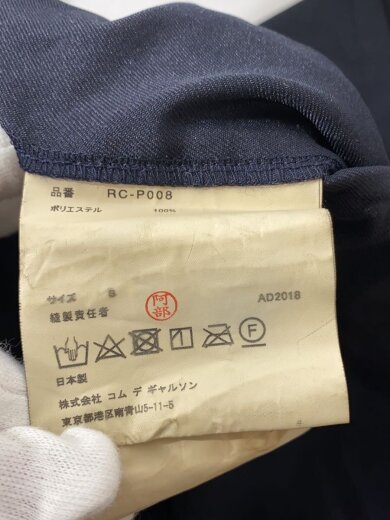 品番 RC-P008
ポリエステル 100%
サイズ S
縫製責任者 阿部 AD2018
F
日本製
株式会社 コム デ ギャルソン
東京都港区南青山5-11-5